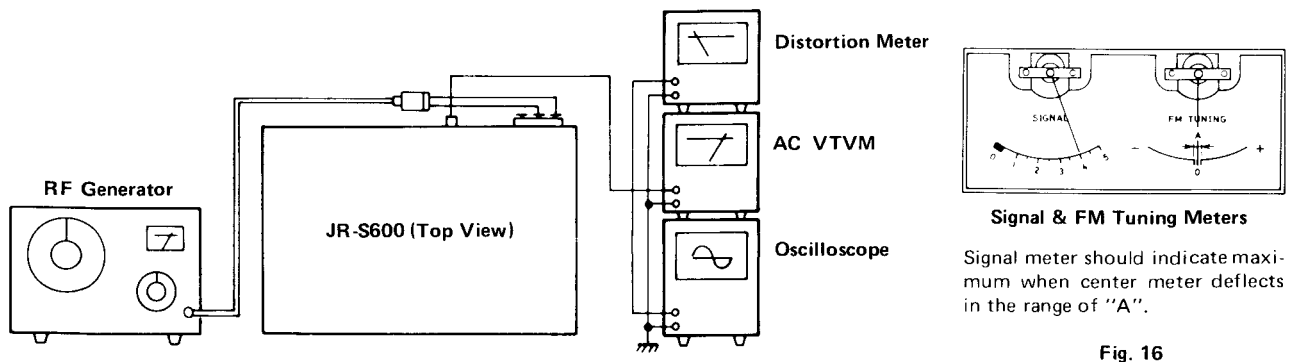 Distortion Meter
AC VTVM
RF Generator
JR-S600 (Top View)
Oscilloscope
SIGNAL
FM TUNING
A
0 1 2 3 4 5
- 0 +
Signal & FM Tuning Meters
Signal meter should indicate maxi-
mum when center meter deflects
in the range of "A".
Fig. 16